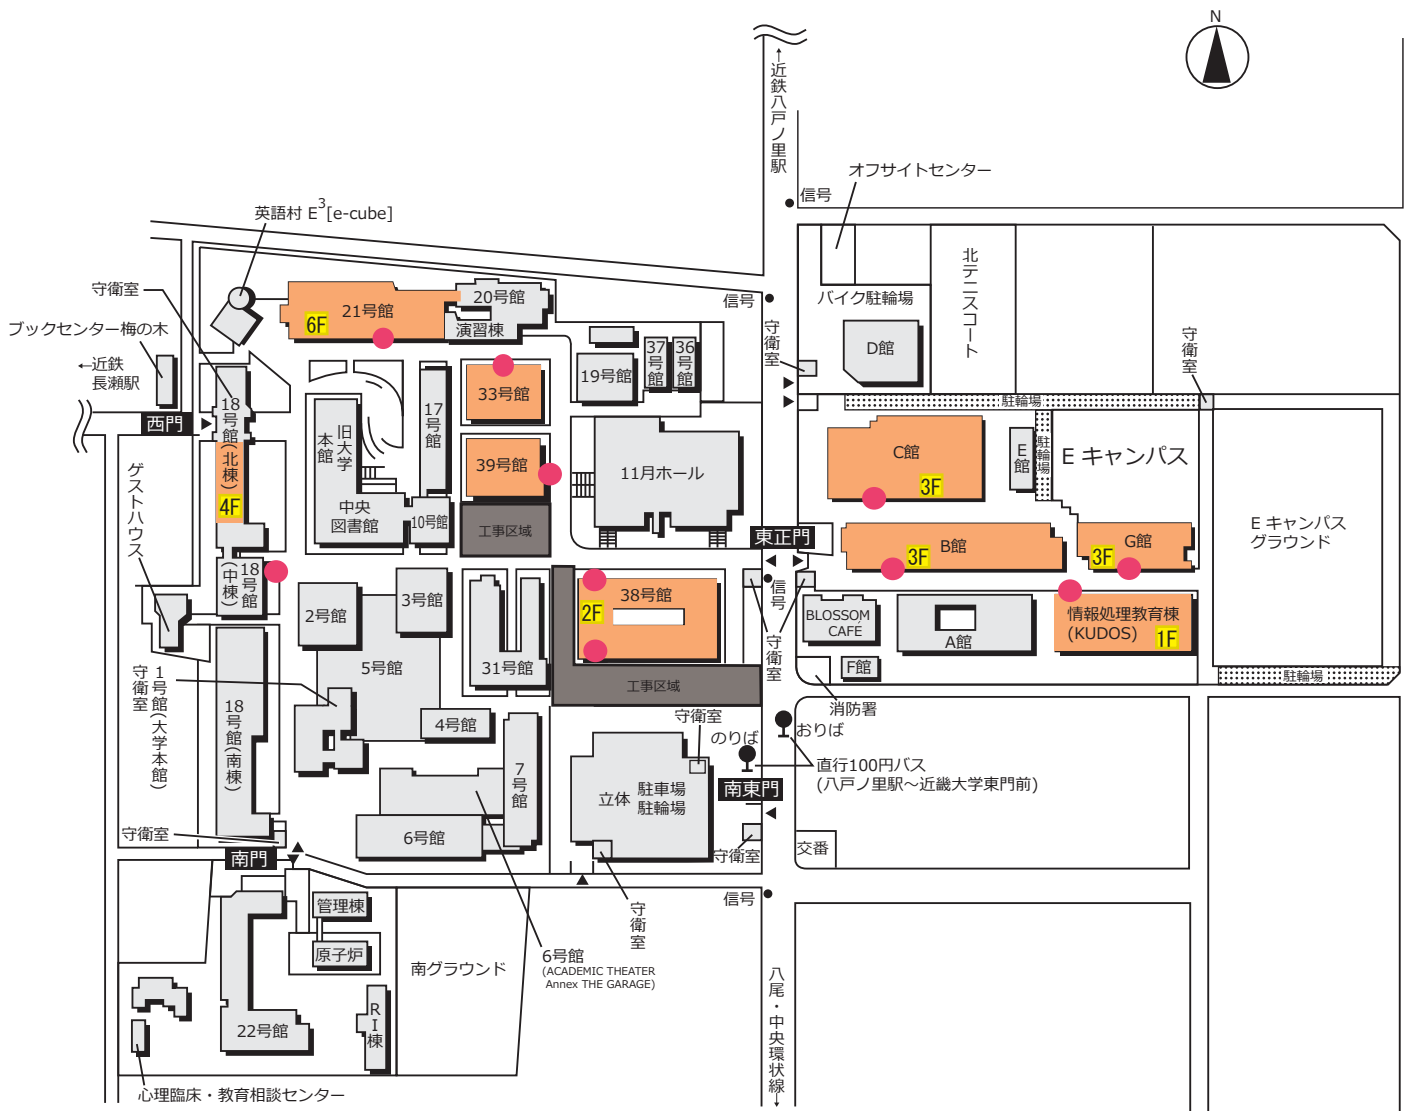 N
↑近鉄八戸ノ里駅
信号
オフサイトセンター
英語村 E³[e-cube]
北テニスコート
守衛室
21号館
6F
20号館
演習棟
信号
バイク駐輪場
守衛室
D館
守衛室
ブックセンター梅の木
←近鉄
長瀬駅
37号館
36号館
19号館
33号館
18号館(北棟)
4F
西門
旧大学
本館
17号館
39号館
11月ホール
駐輪場
C館
3F
E館
駐輪場
E キャンパス
ゲストハウス
中央
図書館
10号館
工事区域
東正門
B館
3F
G館
3F
E キャンパス
グラウンド
18号館(中棟)
2号館
3号館
38号館
2F
信号
守衛室
BLOSSOM
CAFÉ
A館
情報処理教育棟
(KUDOS)
1F
5号館
31号館
F館
工事区域
駐輪場
1号館(大学本館)
守衛室
18号館(南棟)
4号館
守衛室
消防署
のりば
おりば
直行100円バス
(八戸ノ里駅～近畿大学東門前)
7号館
立体
駐車場
駐輪場
南東門
6号館
守衛室
守衛室
交番
南門
信号
守衛室
管理棟
原子炉
南グラウンド
6号館
(ACADEMIC THEATER
Annex THE GARAGE)
22号館
RI棟
八尾・中央環状線↓
心理臨床・教育相談センター